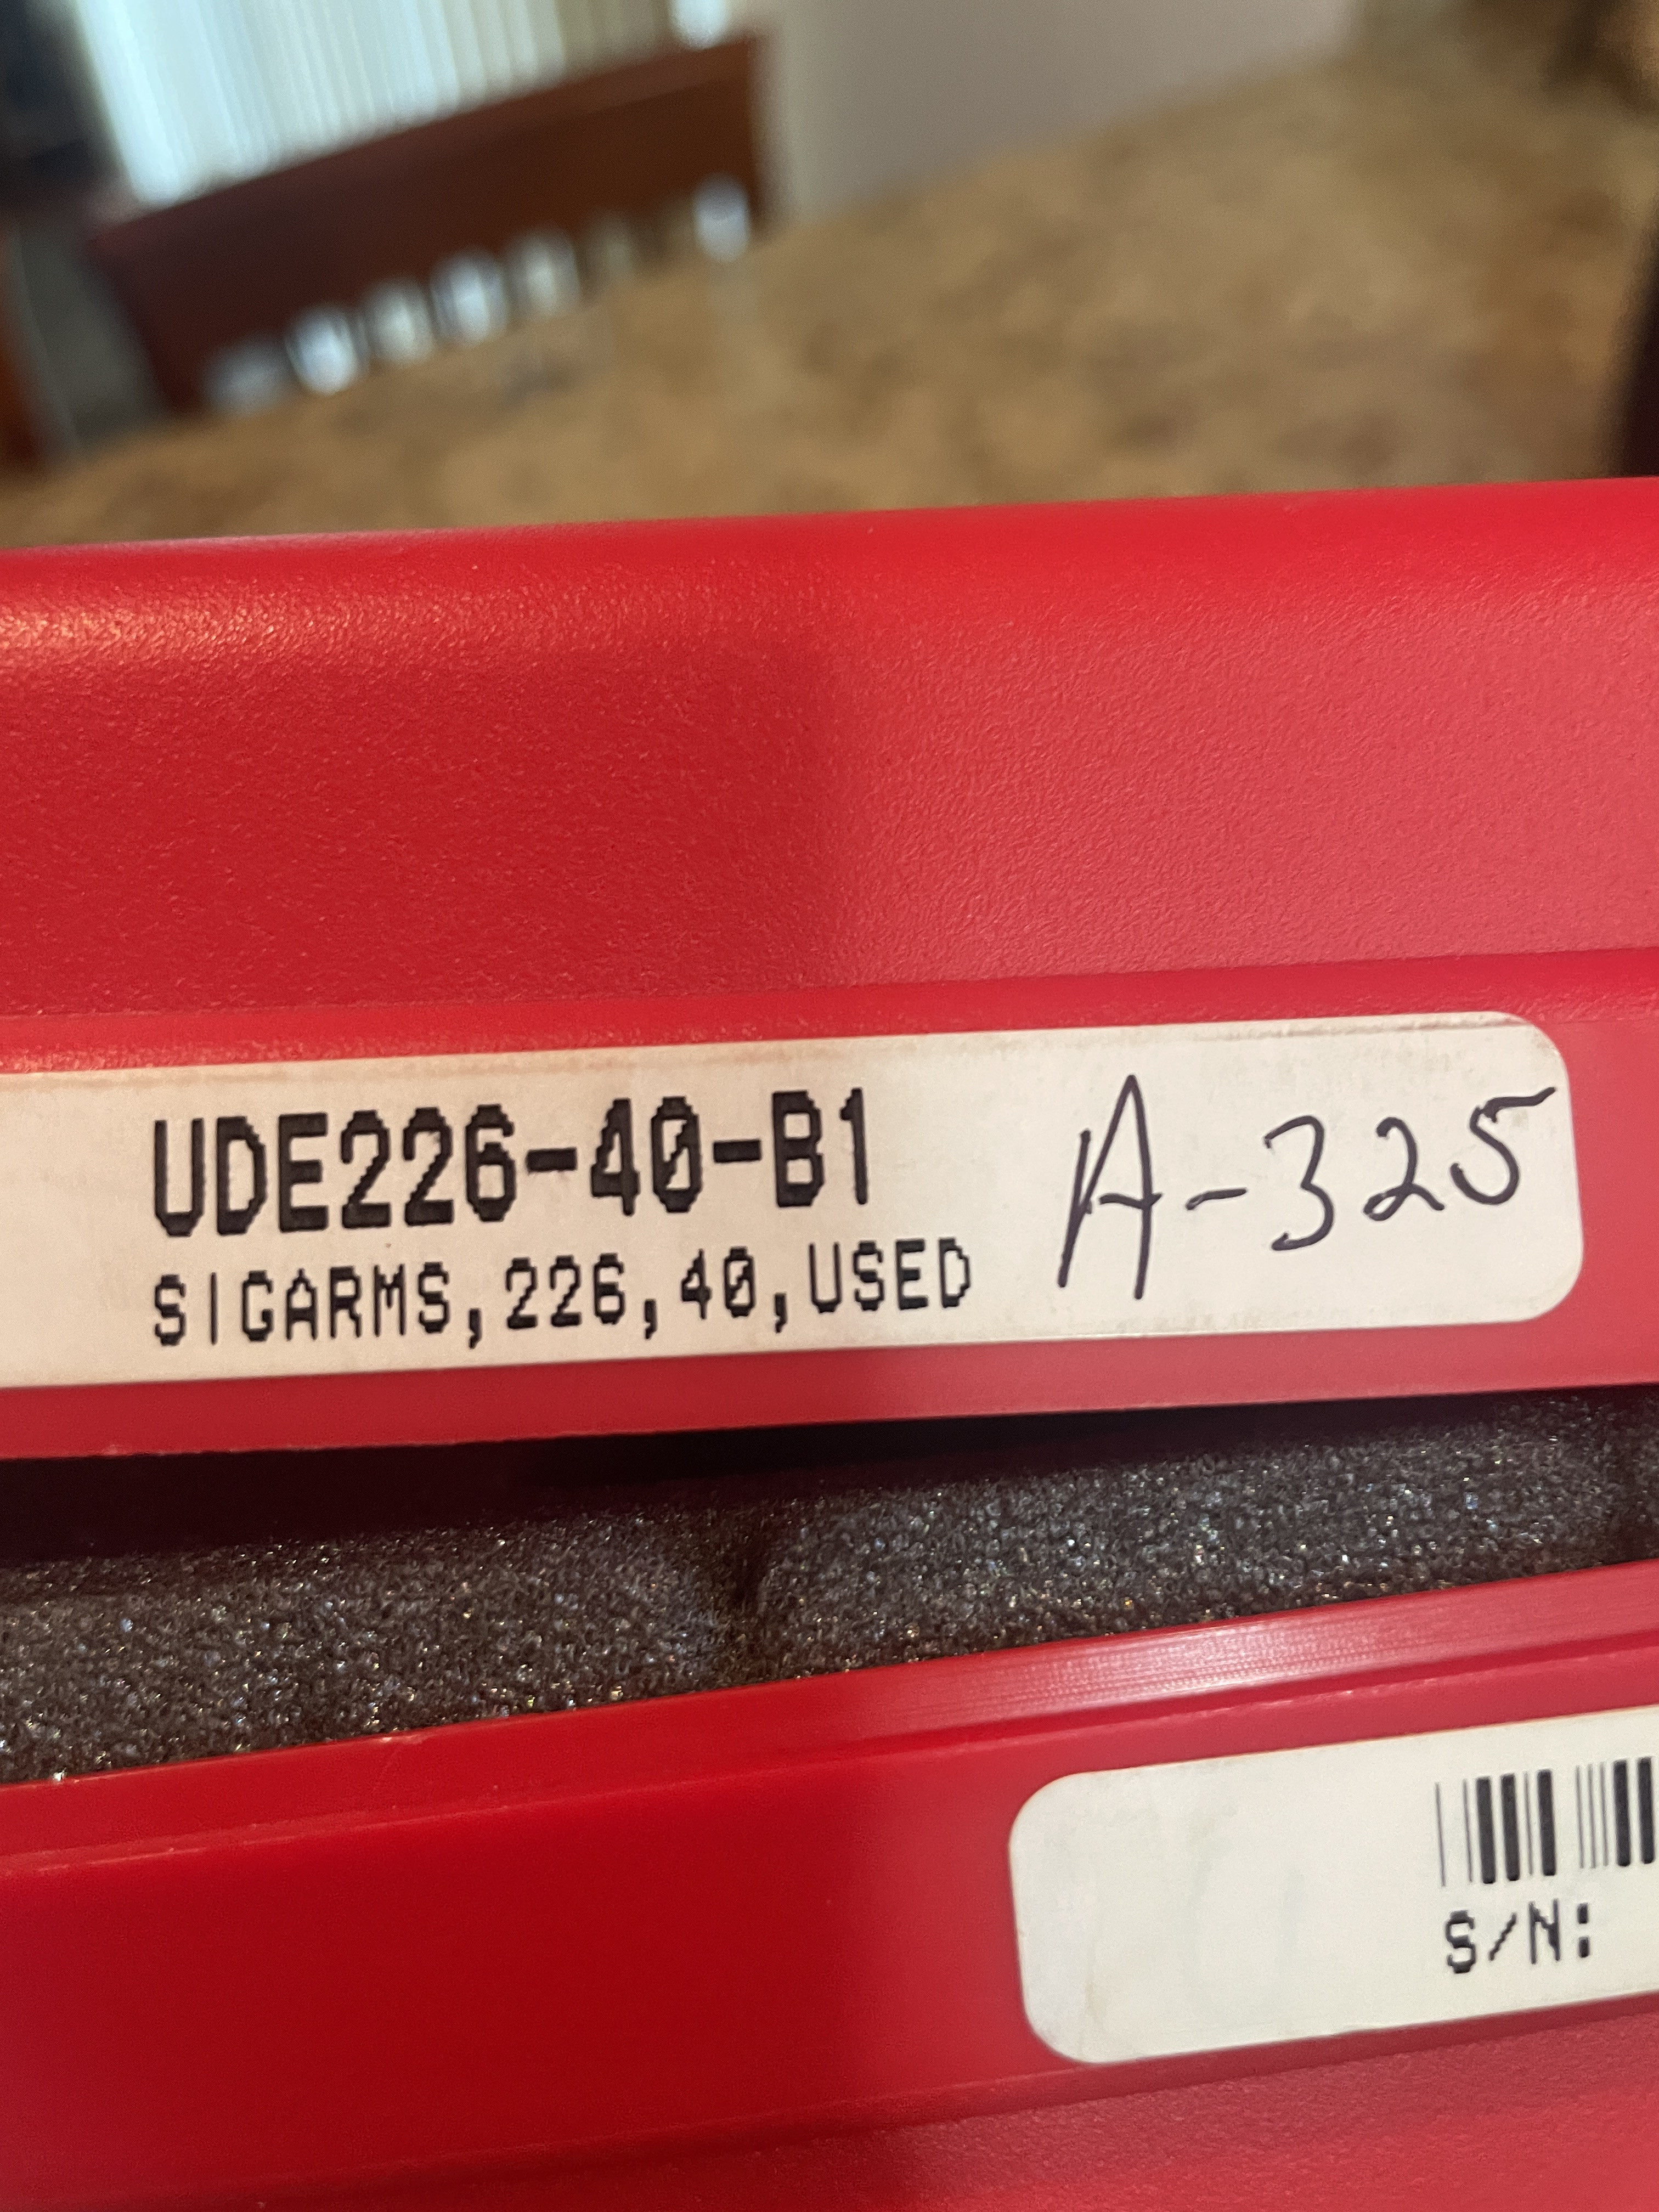 UDE226-40-B1 A-325
SIGARMS,226,40,USED
S/N: